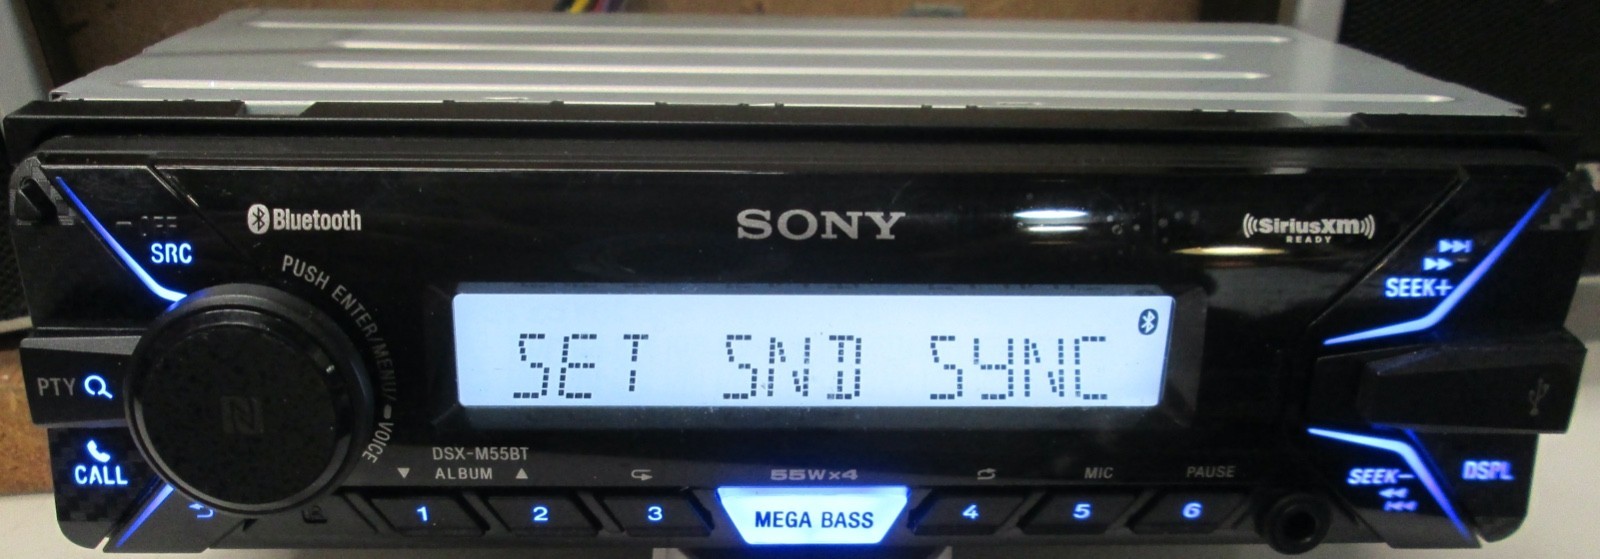 Bluetooth
SONY
((SiriusXM))
READY
SRC
PUSH ENTER/MENU/
VOICE
SEEK+
SET SND SYNC
PTY
CALL
DSX-M55BT
ALBUM
55W×4
MIC
PAUSE
SEEK-
DSPL
1
2
3
MEGA BASS
4
5
6